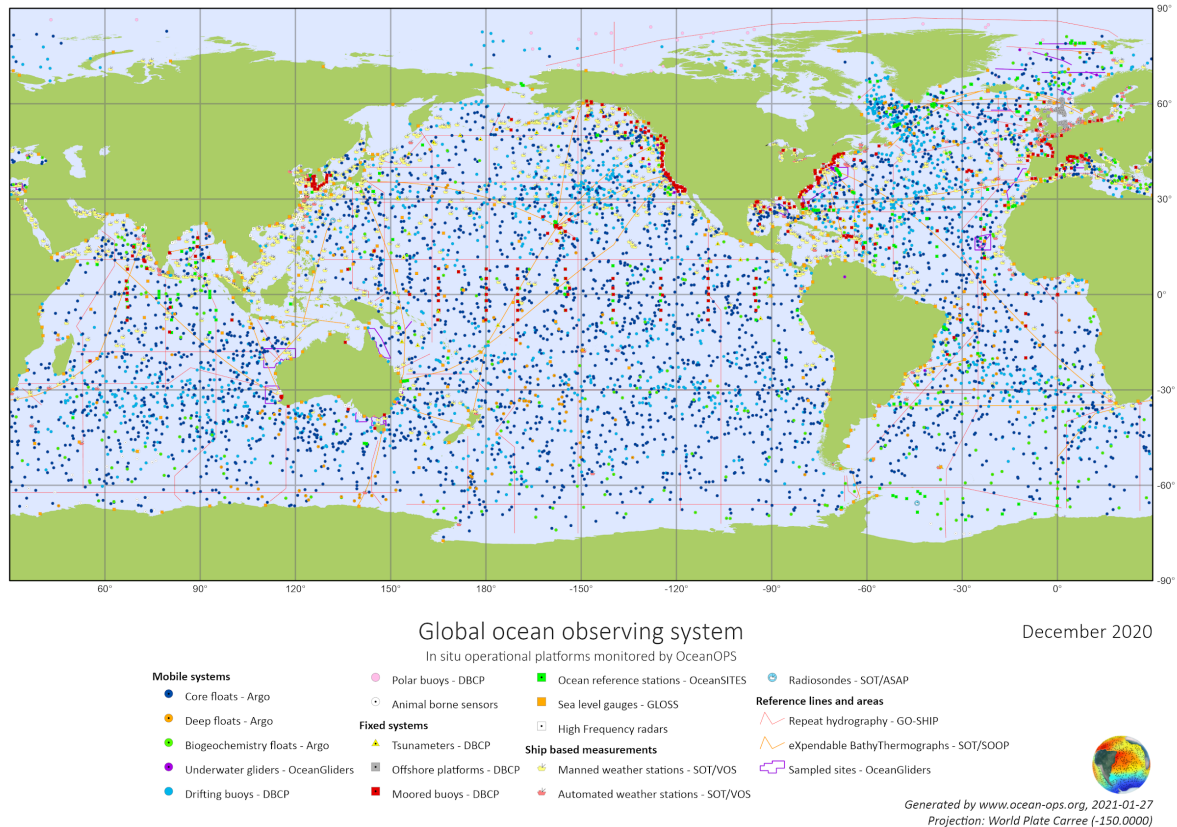 90°
60°
30°
0°
-30°
-60°
-90°
60° 90° 120° 150° 180° -150° -120° -90° -60° -30° 0°
Global ocean observing system
December 2020
In situ operational platforms monitored by OceanOPS
Mobile systems
Core floats - Argo
Deep floats - Argo
Biogeochemistry floats - Argo
Underwater gliders - OceanGliders
Drifting buoys - DBCP
Polar buoys - DBCP
Animal borne sensors
Fixed systems
Tsunameters - DBCP
Offshore platforms - DBCP
Moored buoys - DBCP
Ocean reference stations - OceanSITES
Sea level gauges - GLOSS
High Frequency radars
Ship based measurements
Manned weather stations - SOT/VOS
Automated weather stations - SOT/VOS
Radiosondes - SOT/ASAP
Reference lines and areas
Repeat hydrography - GO-SHIP
eXpendable BathyThermographs - SOT/SOOP
Sampled sites - OceanGliders
Generated by www.ocean-ops.org, 2021-01-27
Projection: World Plate Carree (-150.0000)